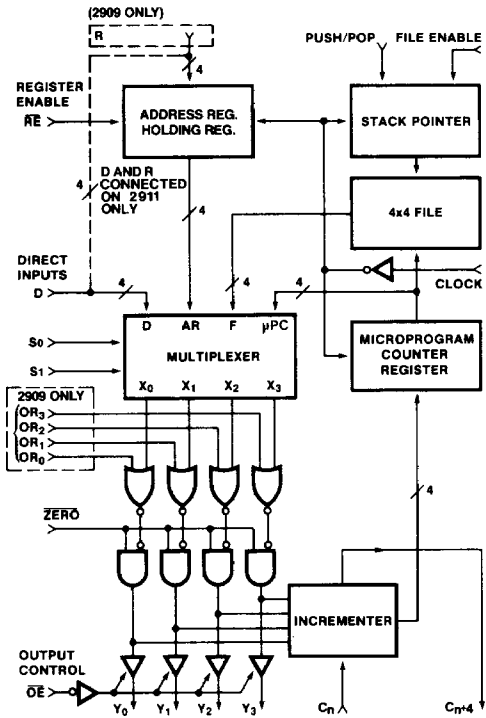 (2909 ONLY)
R
4
PUSH/POP
FILE ENABLE
REGISTER
ENABLE
RE
ADDRESS REG.
HOLDING REG.
STACK POINTER
4
D AND R
CONNECTED
ON 2911
ONLY
4
4x4 FILE
DIRECT
INPUTS
D
4
4
4
CLOCK
D AR F μPC
MULTIPLEXER
X0 X1 X2 X3
S0
S1
MICROPROGRAM
COUNTER
REGISTER
2909 ONLY
OR3
OR2
OR1
OR0
4
ZERO
INCREMENTER
OUTPUT
CONTROL
OE
Y0 Y1 Y2 Y3
Cn
Cn+4